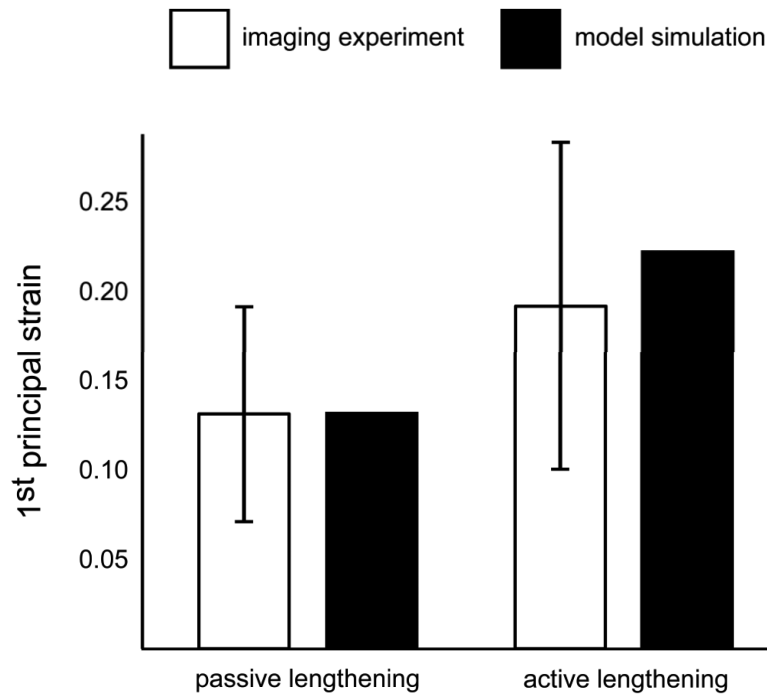 imaging experiment
model simulation
1st principal strain
0.25
0.20
0.15
0.10
0.05
passive lengthening
active lengthening